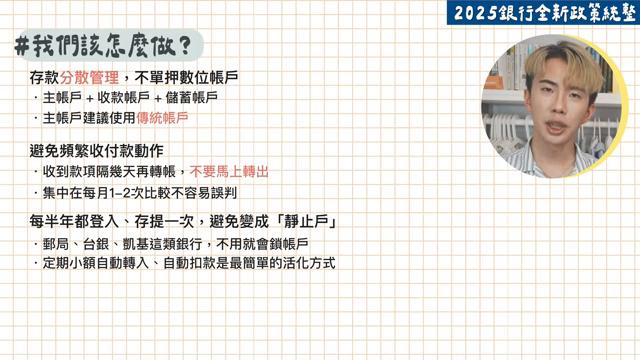 2025銀行全新政策統整
#我們該怎麼做？
存款分散管理，不單押數位帳戶
．主帳戶 + 收款帳戶 + 儲蓄帳戶
．主帳戶建議使用傳統帳戶
避免頻繁收付款動作
．收到款項隔幾天再轉帳，不要馬上轉出
．集中在每月1-2次比較不容易誤判
每半年都登入、存提一次，避免變成「靜止戶」
．郵局、台銀、凱基這類銀行，不用就會鎖帳戶
．定期小額自動轉入、自動扣款是最簡單的活化方式